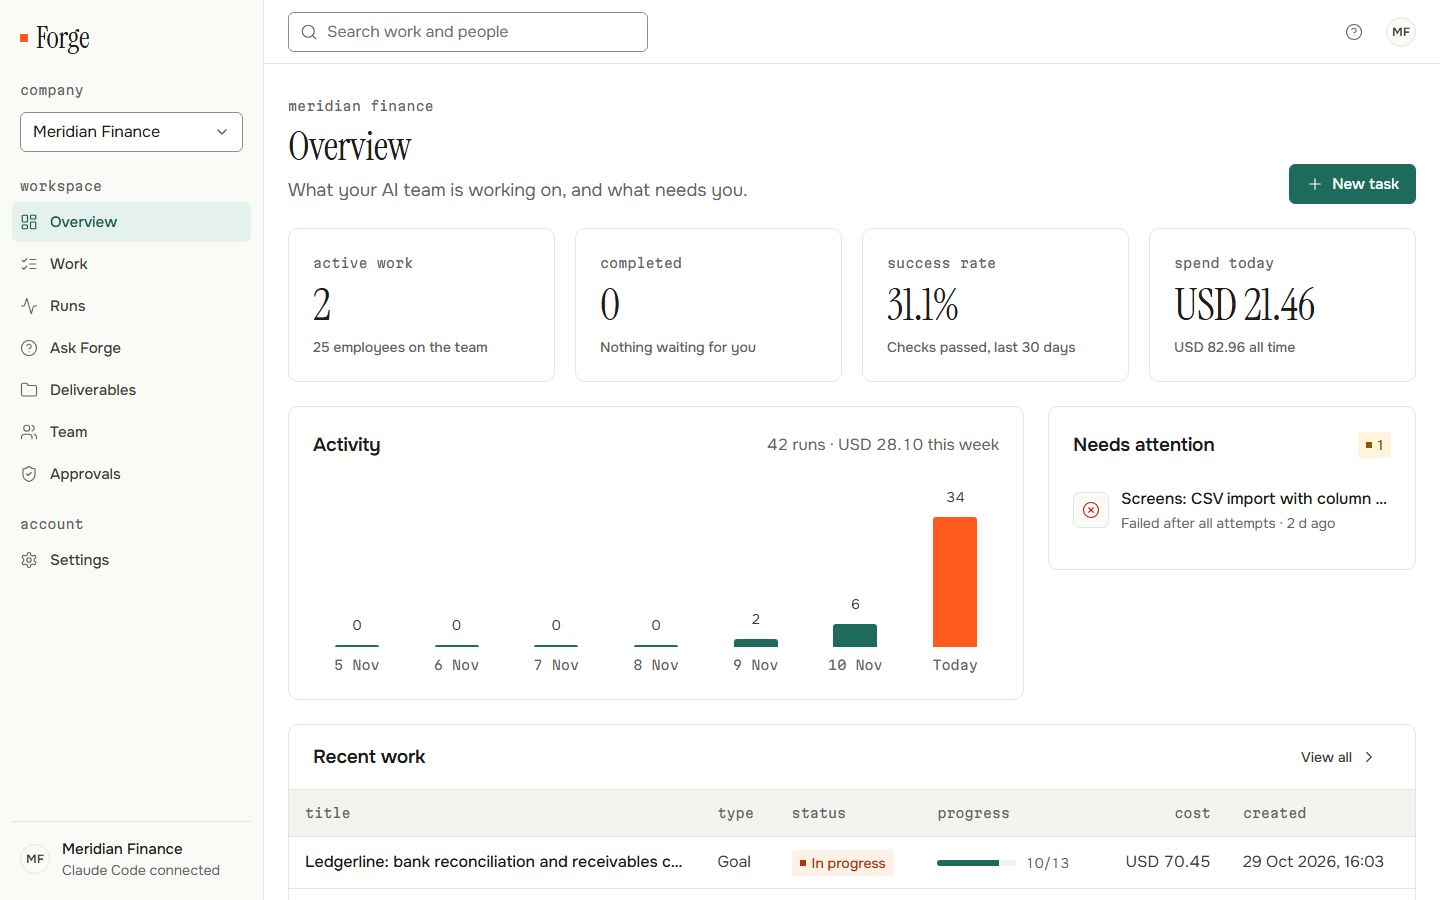 Forge
company
Meridian Finance
workspace
Overview
Work
Runs
Ask Forge
Deliverables
Team
Approvals
account
Settings
MF
Meridian Finance
Claude Code connected
Search work and people
MF
meridian finance
Overview
What your AI team is working on, and what needs you.
New task
active work
2
25 employees on the team
completed
0
Nothing waiting for you
success rate
31.1%
Checks passed, last 30 days
spend today
USD 21.46
USD 82.96 all time
Activity
42 runs · USD 28.10 this week
0 0 0 0 2 6 34
5 Nov 6 Nov 7 Nov 8 Nov 9 Nov 10 Nov Today
Needs attention
1
Screens: CSV import with column ...
Failed after all attempts · 2 d ago
Recent work
View all
title type status progress cost created
Ledgerline: bank reconciliation and receivables c... Goal In progress 10/13 USD 70.45 29 Oct 2026, 16:03